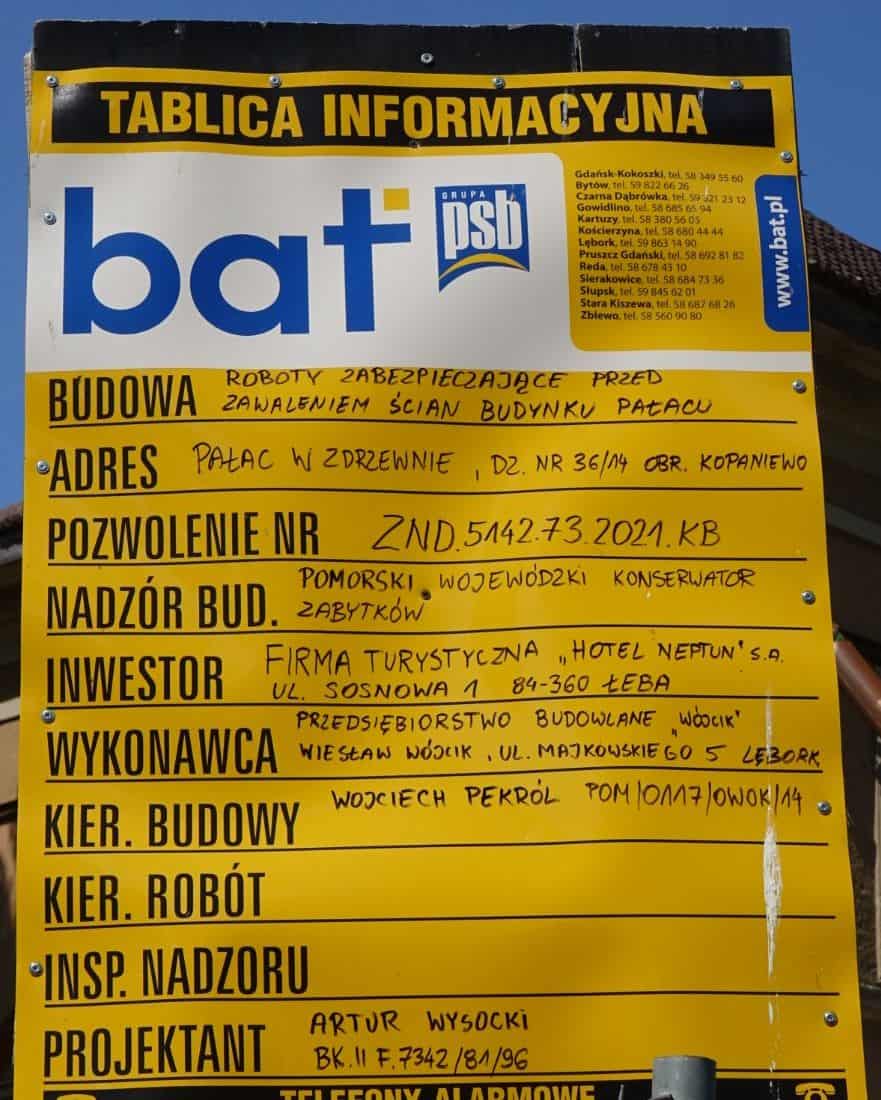 TABLICA INFORMACYJNA
bat
GRUPA
psb
Gdańsk-Kokoszki, tel. 58 349 55 60
Bytów, tel. 59 822 66 26
Czarna Dąbrówka, tel. 59 821 23 12
Gowidlino, tel. 58 685 65 94
Kartuzy, tel. 58 380 56 05
Kościerzyna, tel. 58 680 44 44
Lębork, tel. 59 863 14 90
Pruszcz Gdański, tel. 58 692 81 82
Reda, tel. 58 678 43 10
Sierakowice, tel. 58 684 73 36
Słupsk, tel. 59 845 62 01
Stara Kiszewa, tel. 58 687 68 26
Zblewo, tel. 58 560 90 80
www.bat.pl
BUDOWA ROBOTY ZABEZPIECZAJĄCE PRZED
ZAWALENIEM ŚCIAN BUDYNKU PAŁACU
ADRES PAŁAC W ZDRZEWNIE, DZ. NR 36/14 OBR. KOPANIEWO
POZWOLENIE NR ZND.5142.73.2021.KB
NADZÓR BUD. POMORSKI WOJEWÓDZKI KONSERWATOR
ZABYTKÓW
INWESTOR FIRMA TURYSTYCZNA „HOTEL NEPTUN" S.A.
UL. SOSNOWA 1 84-360 ŁEBA
WYKONAWCA PRZEDSIĘBIORSTWO BUDOWLANE „WÓJCIK"
WIESŁAW WÓJCIK, UL. MAJKOWSKIEGO 5 LĘBORK
KIER. BUDOWY WOJCIECH PEKRÓL POM/0117/OWOK/14
KIER. ROBÓT
INSP. NADZORU
PROJEKTANT ARTUR WYSOCKI
BK.II F.7342/81/96
TELEFONY ALARMOWE